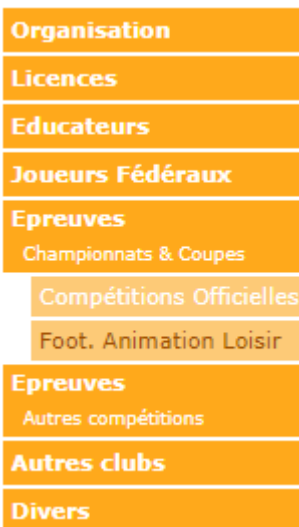 Organisation
Licences
Educateurs
Joueurs Fédéraux
Epreuves
Championnats & Coupes
Compétitions Officielles
Foot. Animation Loisir
Epreuves
Autres compétitions
Autres clubs
Divers